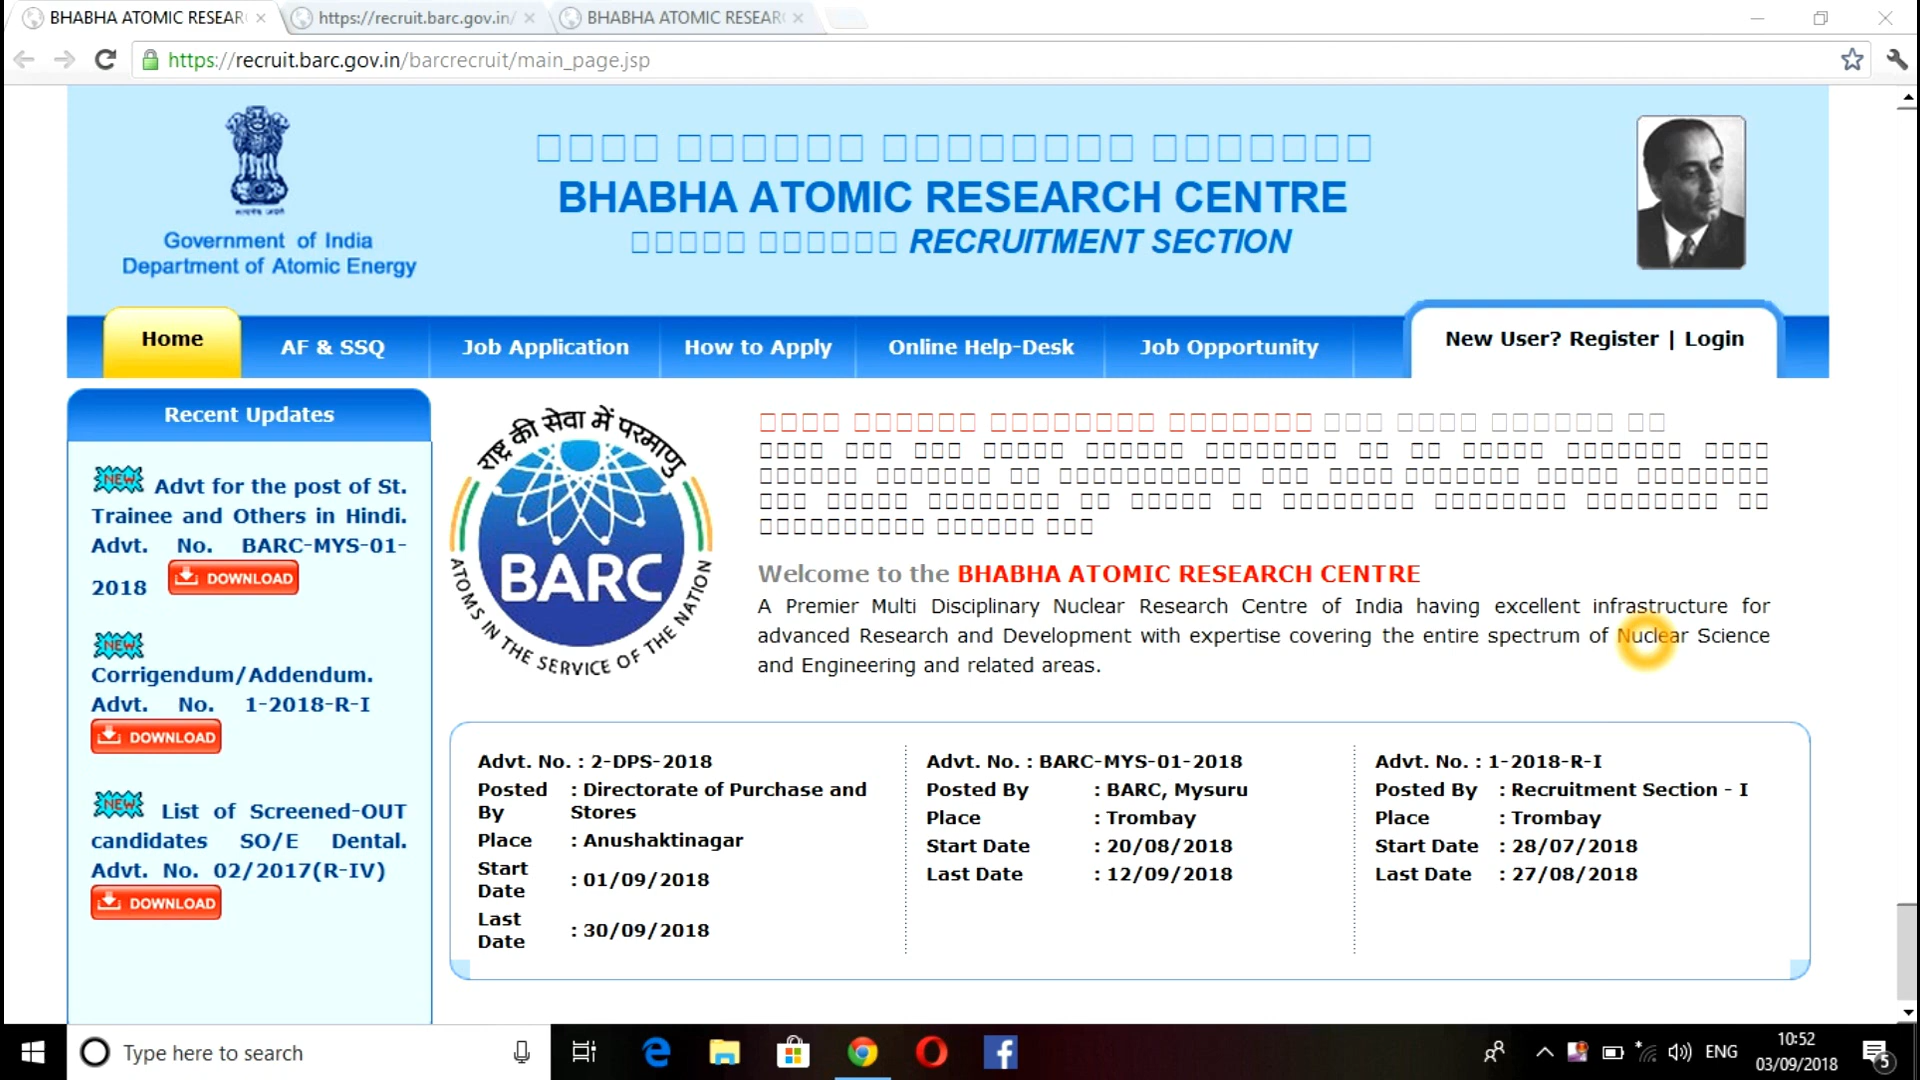 BHABHA ATOMIC RESEAR
https://recruit.barc.gov.in/
BHABHA ATOMIC RESEAR
https://recruit.barc.gov.in/barcrecruit/main_page.jsp
Government of India
Department of Atomic Energy
BHABHA ATOMIC RESEARCH CENTRE
RECRUITMENT SECTION
Home
AF & SSQ
Job Application
How to Apply
Online Help-Desk
Job Opportunity
New User? Register | Login
Recent Updates
NEW Advt for the post of St.
Trainee and Others in Hindi.
Advt. No. BARC-MYS-01-
2018 DOWNLOAD
NEW
Corrigendum/Addendum.
Advt. No. 1-2018-R-I
DOWNLOAD
NEW List of Screened-OUT
candidates SO/E Dental.
Advt. No. 02/2017(R-IV)
DOWNLOAD
राष्ट्र की सेवा में परमाणु
BARC
ATOMS IN THE SERVICE OF THE NATION
Welcome to the BHABHA ATOMIC RESEARCH CENTRE
A Premier Multi Disciplinary Nuclear Research Centre of India having excellent infrastructure for
advanced Research and Development with expertise covering the entire spectrum of Nuclear Science
and Engineering and related areas.
Advt. No. : 2-DPS-2018
Posted By : Directorate of Purchase and Stores
Place : Anushaktinagar
Start Date : 01/09/2018
Last Date : 30/09/2018
Advt. No. : BARC-MYS-01-2018
Posted By : BARC, Mysuru
Place : Trombay
Start Date : 20/08/2018
Last Date : 12/09/2018
Advt. No. : 1-2018-R-I
Posted By : Recruitment Section - I
Place : Trombay
Start Date : 28/07/2018
Last Date : 27/08/2018
Type here to search
ENG
10:52
03/09/2018
5